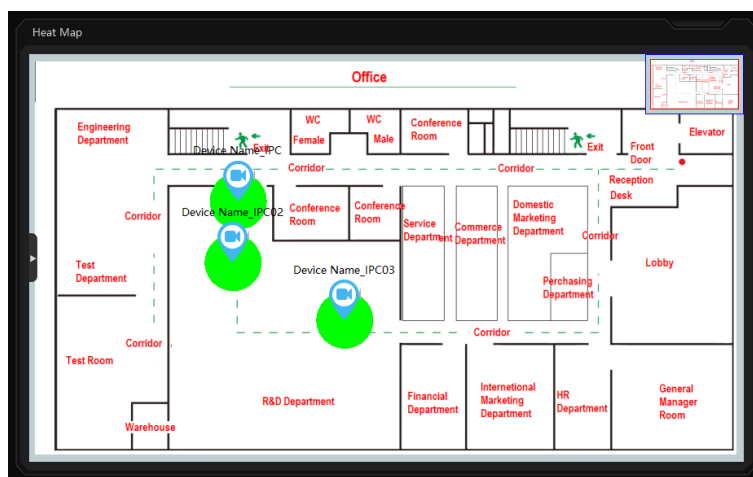 Heat Map
Office
Engineering
Department
WC
Female
WC
Male
Conference
Room
Exit
Exit
Front
Door
Elevator
Device Name_IPC
Corridor
Corridor
Reception
Desk
Device Name_IPC02
Corridor
Conference
Room
Conference
Room
Service
Department
Commerce
Department
Domestic
Marketing
Department
Corridor
Test
Department
Device Name_IPC03
Perchasing
Department
Lobby
Corridor
Corridor
Test Room
Warehouse
R&D Department
Financial
Department
Internetional
Marketing
Department
HR
Department
General
Manager
Room